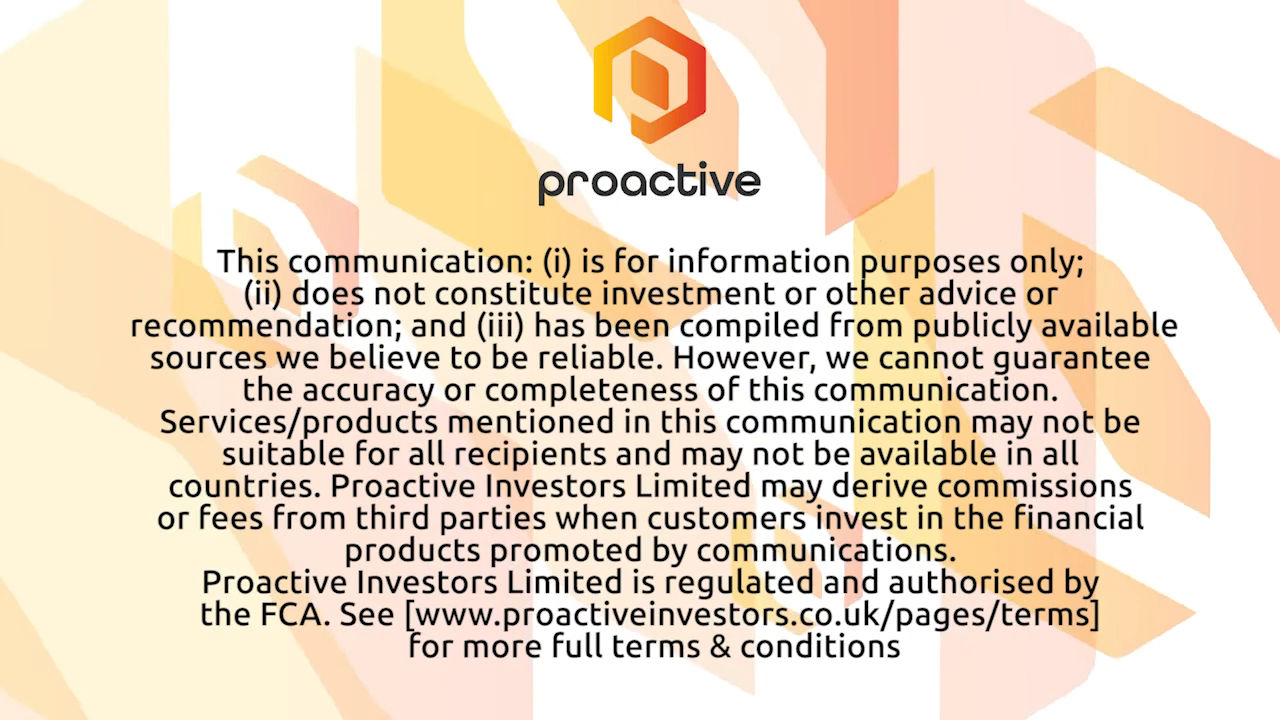 proactive
This communication: (i) is for information purposes only;
(ii) does not constitute investment or other advice or
recommendation; and (iii) has been compiled from publicly available
sources we believe to be reliable. However, we cannot guarantee
the accuracy or completeness of this communication.
Services/products mentioned in this communication may not be
suitable for all recipients and may not be available in all
countries. Proactive Investors Limited may derive commissions
or fees from third parties when customers invest in the financial
products promoted by communications.
Proactive Investors Limited is regulated and authorised by
the FCA. See [www.proactiveinvestors.co.uk/pages/terms]
for more full terms & conditions